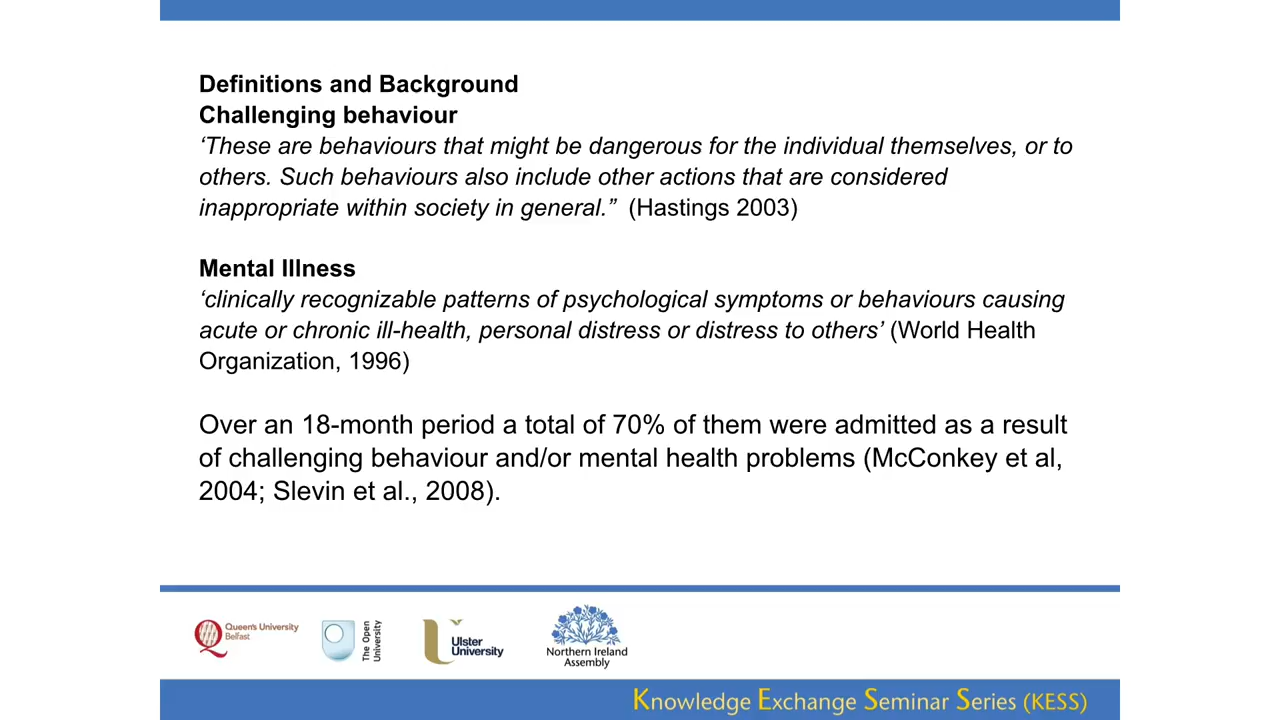 Definitions and Background
Challenging behaviour
‘These are behaviours that might be dangerous for the individual themselves, or to
others. Such behaviours also include other actions that are considered
inappropriate within society in general.” (Hastings 2003)
Mental Illness
‘clinically recognizable patterns of psychological symptoms or behaviours causing
acute or chronic ill-health, personal distress or distress to others’ (World Health
Organization, 1996)
Over an 18-month period a total of 70% of them were admitted as a result
of challenging behaviour and/or mental health problems (McConkey et al,
2004; Slevin et al., 2008).
Queen's University
Belfast
The Open
University
Ulster
University
Northern Ireland
Assembly
Knowledge Exchange Seminar Series (KESS)